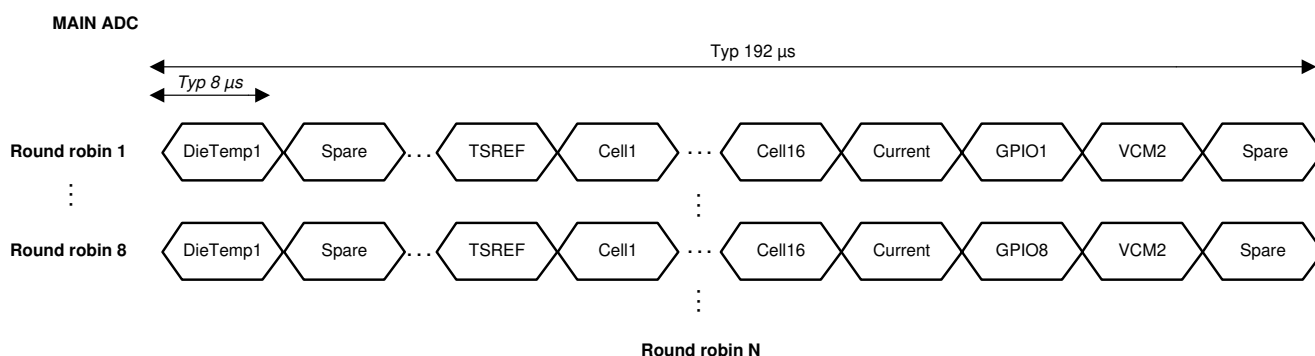 MAIN ADC
Typ 192 µs
Typ 8 µs
Round robin 1 DieTemp1 Spare ... TSREF Cell1 ... Cell16 Current GPIO1 VCM2 Spare
Round robin 8 DieTemp1 Spare ... TSREF Cell1 ... Cell16 Current GPIO8 VCM2 Spare
Round robin N